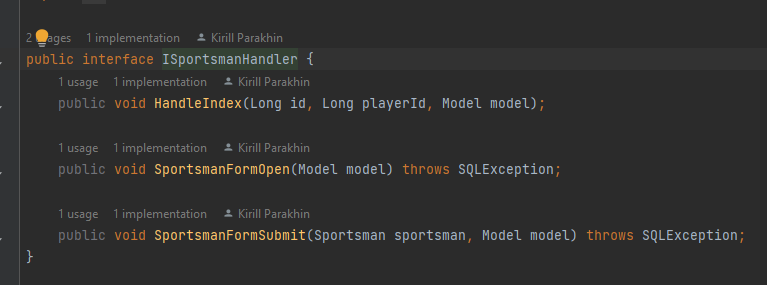 2 usages 1 implementation Kirill Parakhin
public interface ISportsmanHandler {
1 usage 1 implementation Kirill Parakhin
public void HandleIndex(Long id, Long playerId, Model model);
1 usage 1 implementation Kirill Parakhin
public void SportsmanFormOpen(Model model) throws SQLException;
1 usage 1 implementation Kirill Parakhin
public void SportsmanFormSubmit(Sportsman sportsman, Model model) throws SQLException;
}